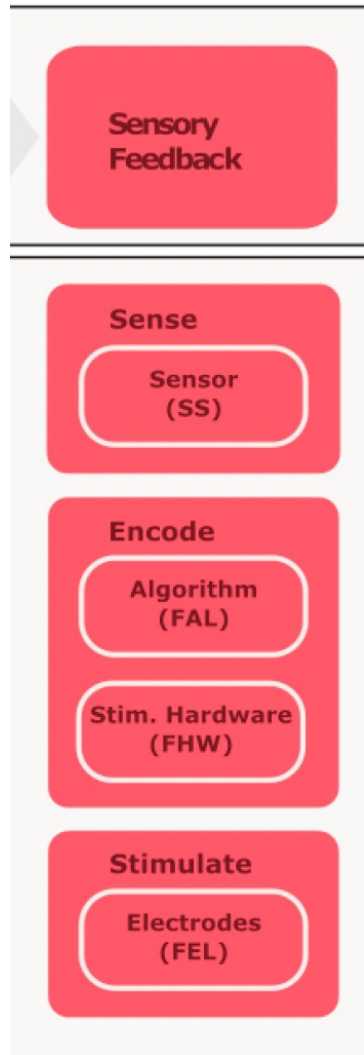 Sensory
Feedback
Sense
Sensor
(SS)
Encode
Algorithm
(FAL)
Stim. Hardware
(FHW)
Stimulate
Electrodes
(FEL)